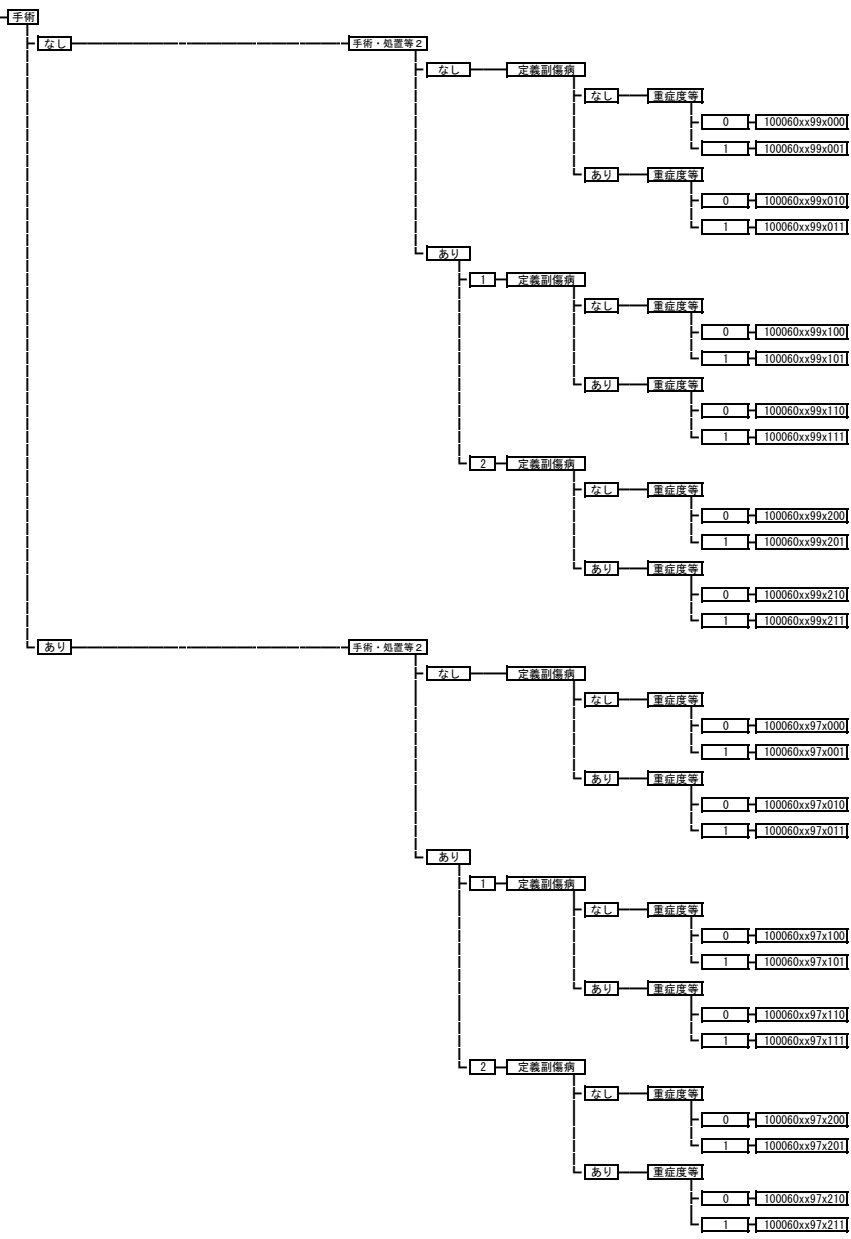 手術
なし 手術・処置等2
なし 定義副傷病
なし 重症度等
0 100060xx99x000
1 100060xx99x001
あり 重症度等
0 100060xx99x010
1 100060xx99x011
あり
1 定義副傷病
なし 重症度等
0 100060xx99x100
1 100060xx99x101
あり 重症度等
0 100060xx99x110
1 100060xx99x111
2 定義副傷病
なし 重症度等
0 100060xx99x200
1 100060xx99x201
あり 重症度等
0 100060xx99x210
1 100060xx99x211
あり 手術・処置等2
なし 定義副傷病
なし 重症度等
0 100060xx97x000
1 100060xx97x001
あり 重症度等
0 100060xx97x010
1 100060xx97x011
あり
1 定義副傷病
なし 重症度等
0 100060xx97x100
1 100060xx97x101
あり 重症度等
0 100060xx97x110
1 100060xx97x111
2 定義副傷病
なし 重症度等
0 100060xx97x200
1 100060xx97x201
あり 重症度等
0 100060xx97x210
1 100060xx97x211